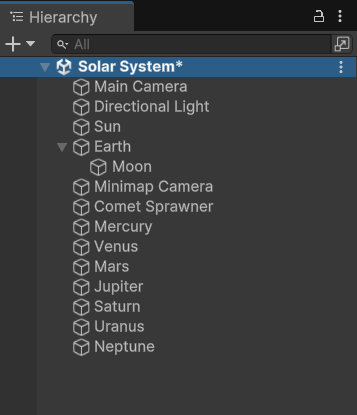 Hierarchy
All
Solar System*
Main Camera
Directional Light
Sun
Earth
Moon
Minimap Camera
Comet Sprawner
Mercury
Venus
Mars
Jupiter
Saturn
Uranus
Neptune